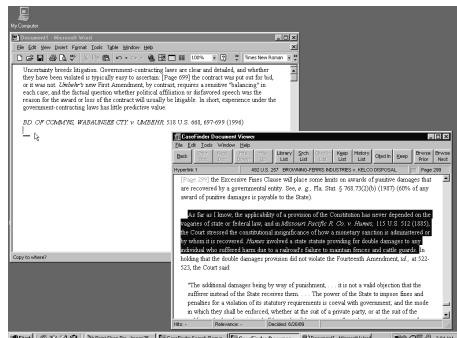 My Computer
Document1 - Microsoft Word
File Edit View Insert Format Tools Table Window Help
100%
Times New Roman
Uncertainty breeds litigation. Government-contracting laws are clear and detailed, and whether
they have been violated is typically easy to ascertain: [Page 699] the contract was put out for bid,
or it was not. Umbehr's new First Amendment, by contract, requires a sensitive "balancing" in
each case; and the factual question whether political affiliation or disfavored speech was the
reason for the award or loss of the contract will usually be litigable. In short, experience under the
government-contracting laws has little predictive value.
BD. OF COMM'RS, WABAUNSEE CTY. v. UMBEHR, 518 U.S. 668, 697-699 (1996)
Copy to where?
CaseFinder Document Viewer
File Edit Tools Window Help
Back
Library List
Srch List
Keep List
History List
Cited In
Keep
Browse Prior
Browse Next
Hyperlink 1
492 U.S. 257 BROWNING-FERRIS INDUSTRIES v. KELCO DISPOSAL
Page 299
[Page 299] the Excessive Fines Clause will place some limits on awards of punitive damages that
are recovered by a governmental entity. See, e. g., Fla. Stat. § 768.73(2)(b) (1987) (60% of any
award of punitive damages is payable to the State).
As far as I know, the applicability of a provision of the Constitution has never depended on the
vagaries of state or federal law, and in Missouri Pacific R. Co. v. Humes, 115 U.S. 512 (1885),
the Court stressed the constitutional insignificance of how a monetary sanction is administered or
by whom it is recovered. Humes involved a state statute providing for double damages to any
individual who suffered harm due to a railroad's failure to maintain fences and cattle guards. In
holding that the double damages provision did not violate the Fourteenth Amendment, id., at 522-
523, the Court said:
"The additional damages being by way of punishment, . . . it is not a valid objection that the
sufferer instead of the State receives them. . . . The power of the State to impose fines and
penalties for a violation of its statutory requirements is coeval with government; and the mode
in which they shall be enforced, whether at the suit of a private party, or at the suit of the
Hits: -
Relevance: -
Decided: 6/26/89
Start